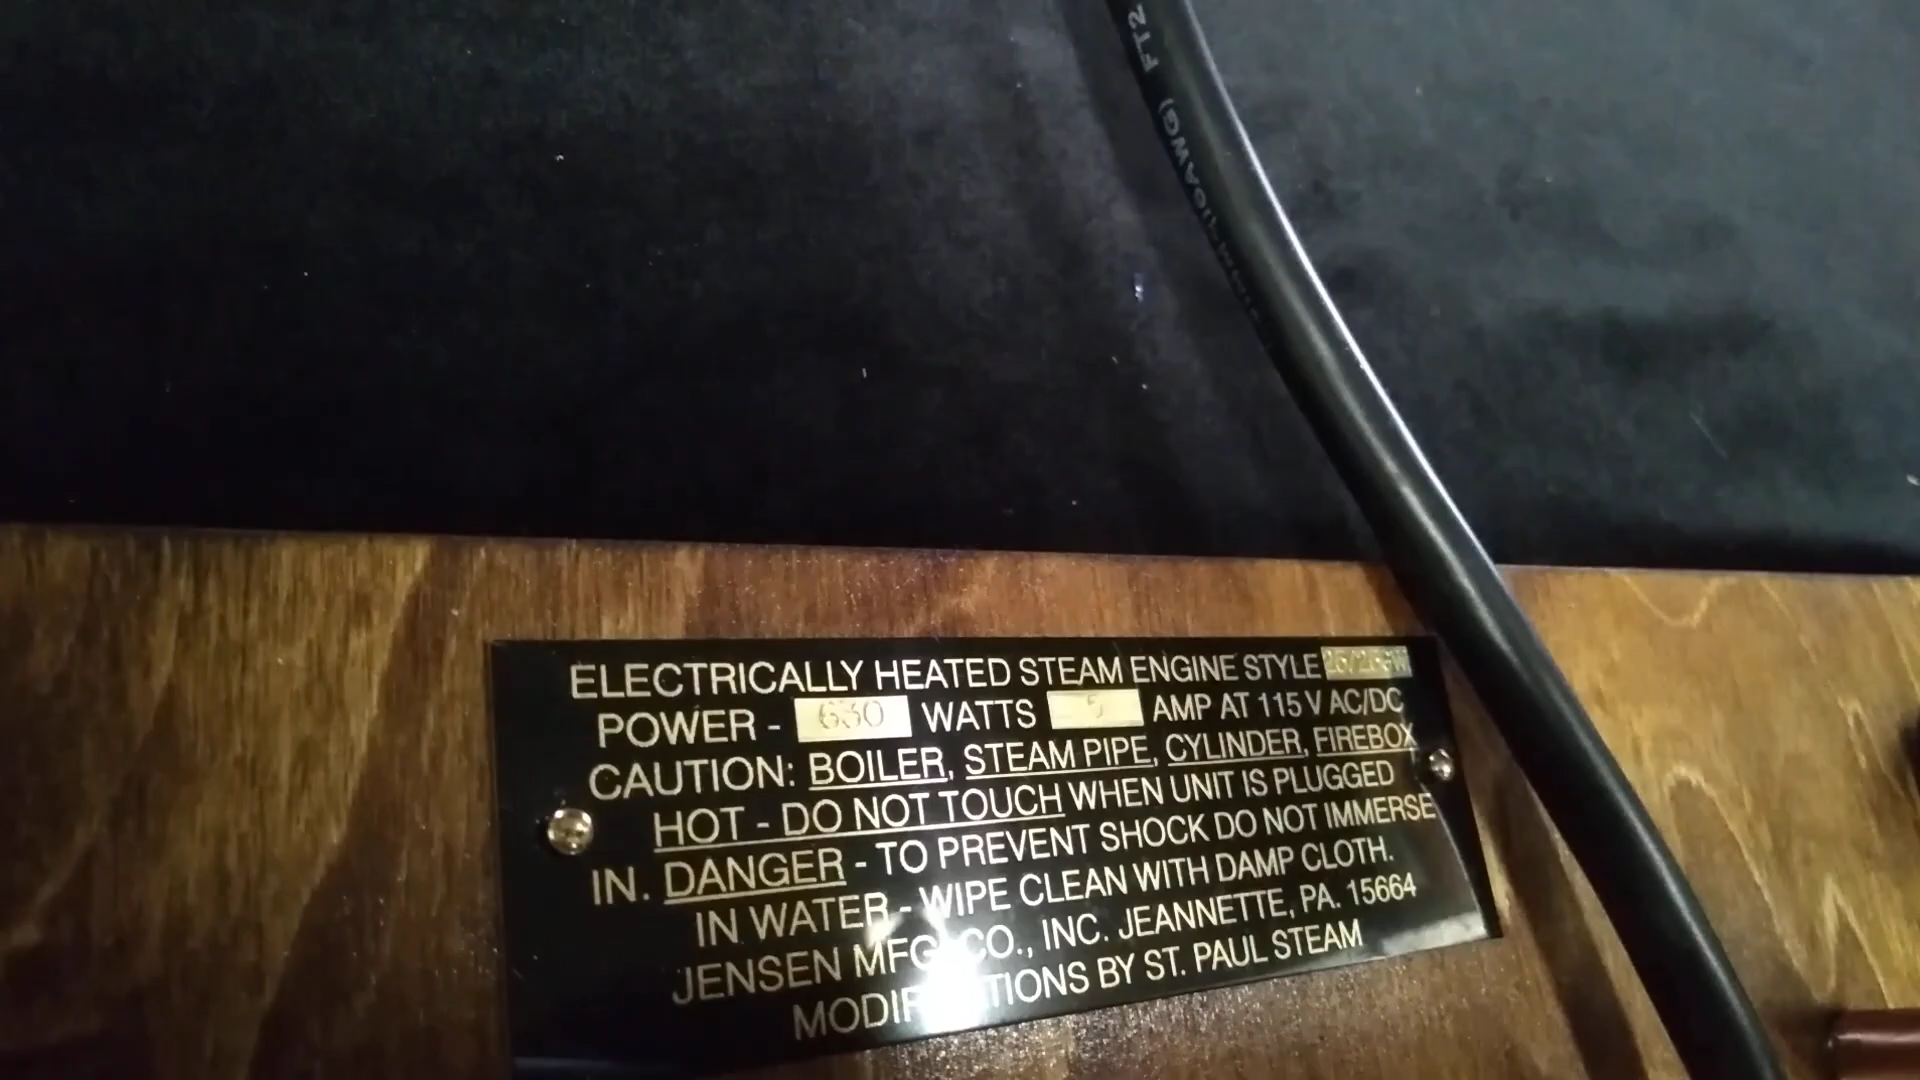 FT2
ELECTRICALLY HEATED STEAM ENGINE STYLE
POWER - 630 WATTS 5 AMP AT 115 V AC/DC
CAUTION: BOILER, STEAM PIPE, CYLINDER, FIREBOX
HOT - DO NOT TOUCH WHEN UNIT IS PLUGGED
IN. DANGER - TO PREVENT SHOCK DO NOT IMMERSE
IN WATER - WIPE CLEAN WITH DAMP CLOTH.
JENSEN MFG. CO., INC. JEANNETTE, PA. 15664
MODIFICATIONS BY ST. PAUL STEAM